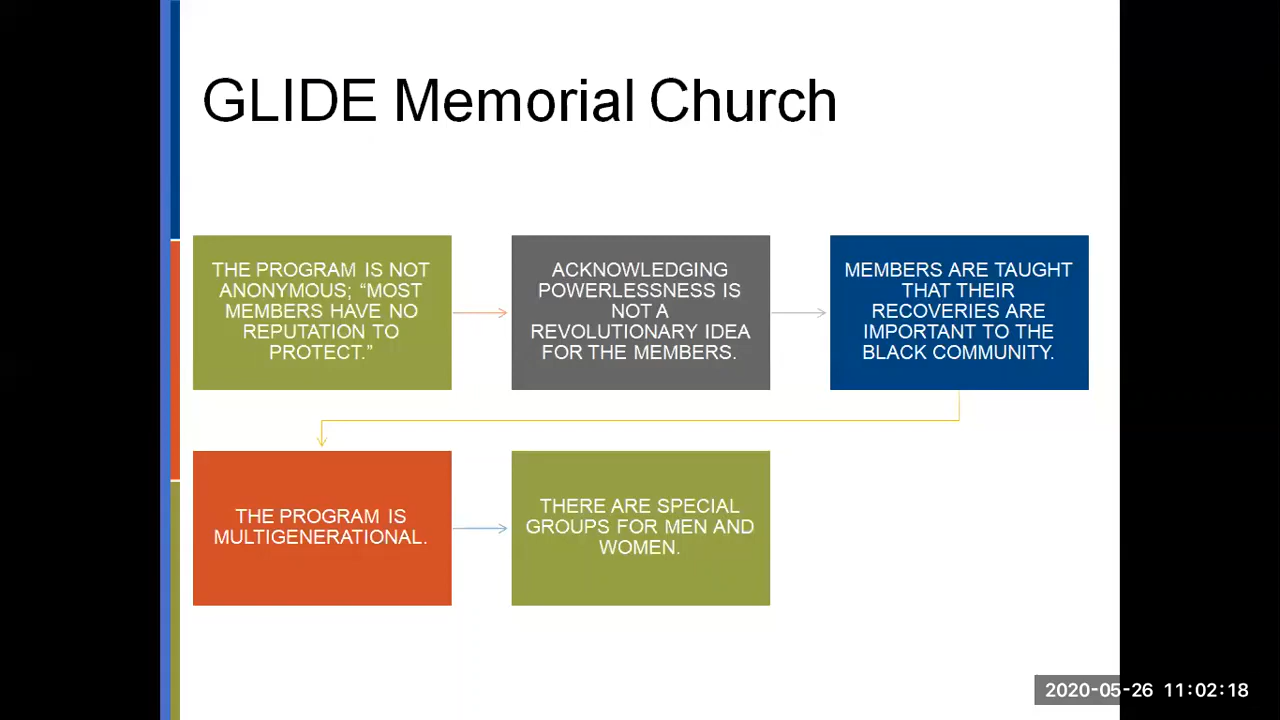 GLIDE Memorial Church
THE PROGRAM IS NOT
ANONYMOUS; “MOST
MEMBERS HAVE NO
REPUTATION TO
PROTECT.”
ACKNOWLEDGING
POWERLESSNESS IS
NOT A
REVOLUTIONARY IDEA
FOR THE MEMBERS.
MEMBERS ARE TAUGHT
THAT THEIR
RECOVERIES ARE
IMPORTANT TO THE
BLACK COMMUNITY.
THE PROGRAM IS
MULTIGENERATIONAL.
THERE ARE SPECIAL
GROUPS FOR MEN AND
WOMEN.
2020-05-26 11:02:18